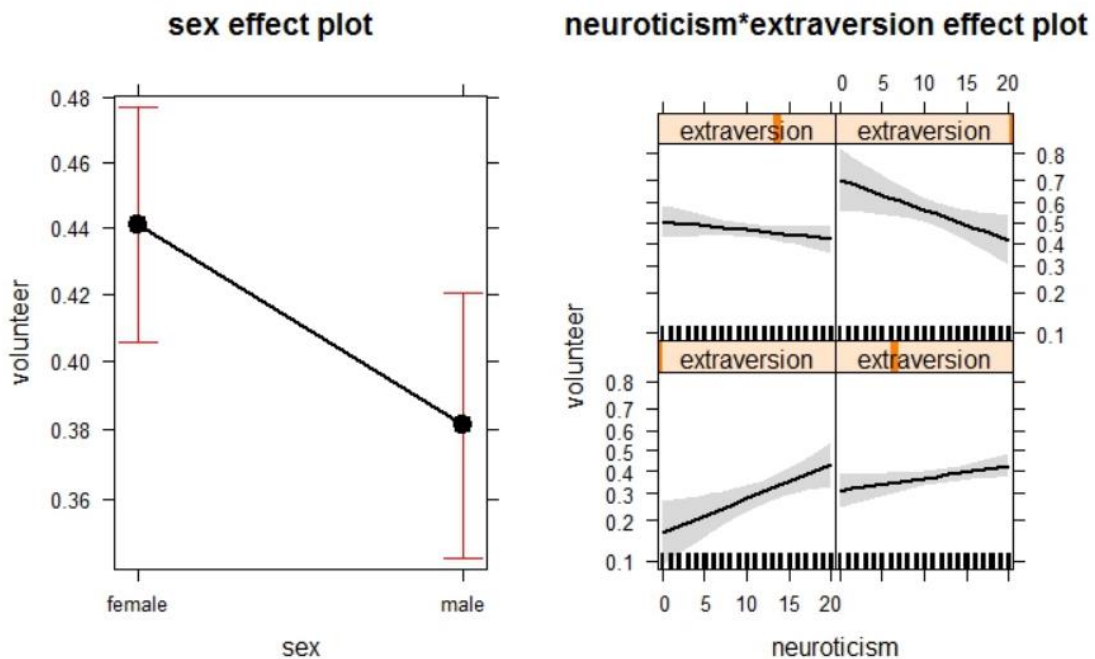 sex effect plot
neuroticism*extraversion effect plot
0 5 10 15 20
0.48
0.46
0.44
0.42
0.40
0.38
0.36
volunteer
female male
sex
extraversion extraversion
0.8
0.7
0.6
0.5
0.4
0.3
0.2
0.1
extraversion extraversion
0.8
0.7
0.6
0.5
0.4
0.3
0.2
0.1
volunteer
0 5 10 15 20
neuroticism